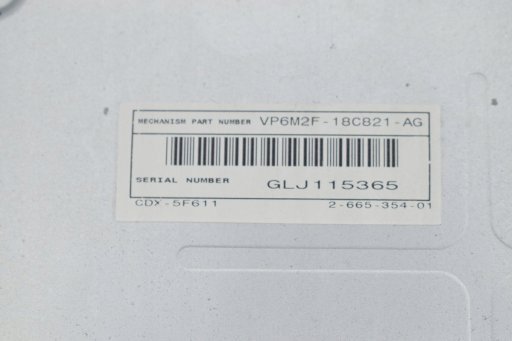 MECHANISM PART NUMBER VP6M2F-18C821-AG
SERIAL NUMBER GLJ115365
CDX-5F611 2-665-354-01